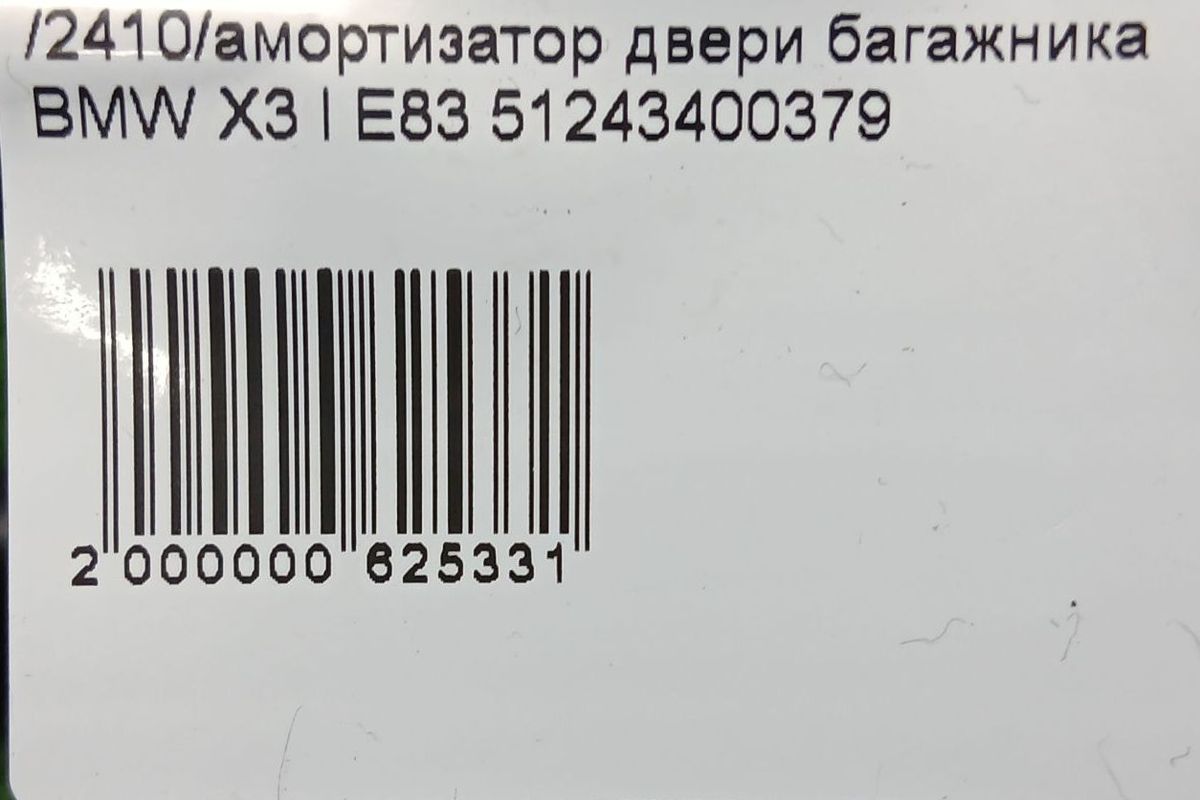 /2410/амортизатор двери багажника
BMW X3 I E83 51243400379
2 000000 625331